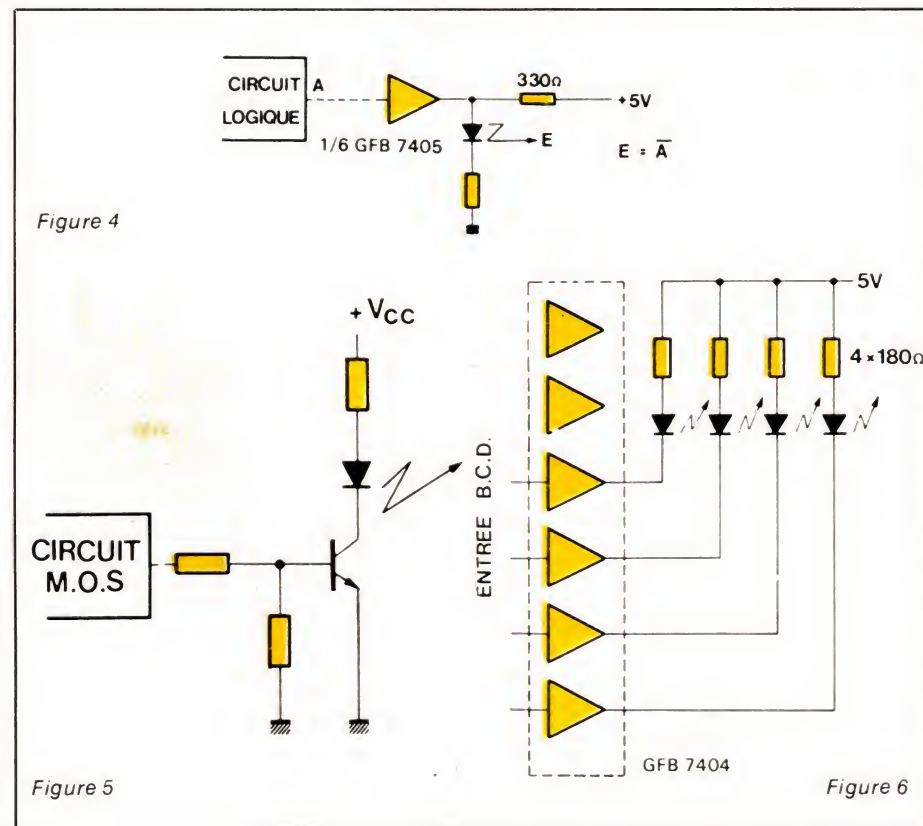 CIRCUIT
LOGIQUE
A
1/6 GFB 7405
330Ω
+5V
E
E = A̅
Figure 4
+ VCC
CIRCUIT
M.O.S
Figure 5
ENTREE B.C.D.
5V
4×180Ω
GFB 7404
Figure 6